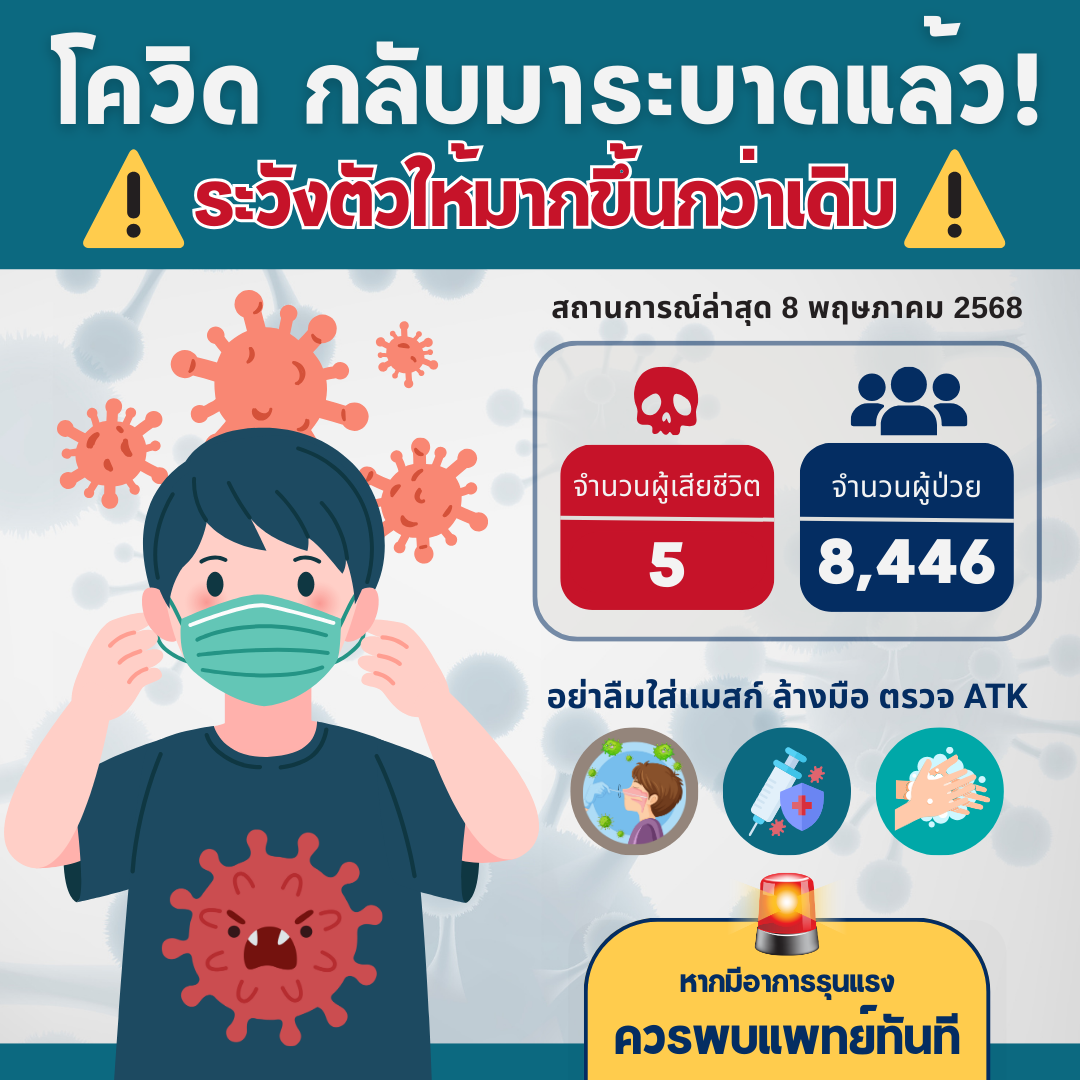 โควิด กลับมาระบาดแล้ว!
ระวังตัวให้มากขึ้นกว่าเดิม
สถานการณ์ล่าสุด 8 พฤษภาคม 2568
จำนวนผู้เสียชีวิต
5
จำนวนผู้ป่วย
8,446
อย่าลืมใส่แมสก์ ล้างมือ ตรวจ ATK
หากมีอาการรุนแรง
ควรพบแพทย์ทันที